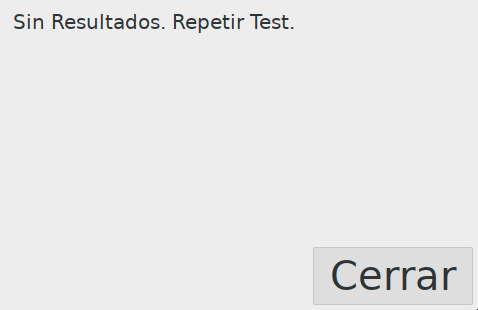 Sin Resultados. Repetir Test.
Cerrar